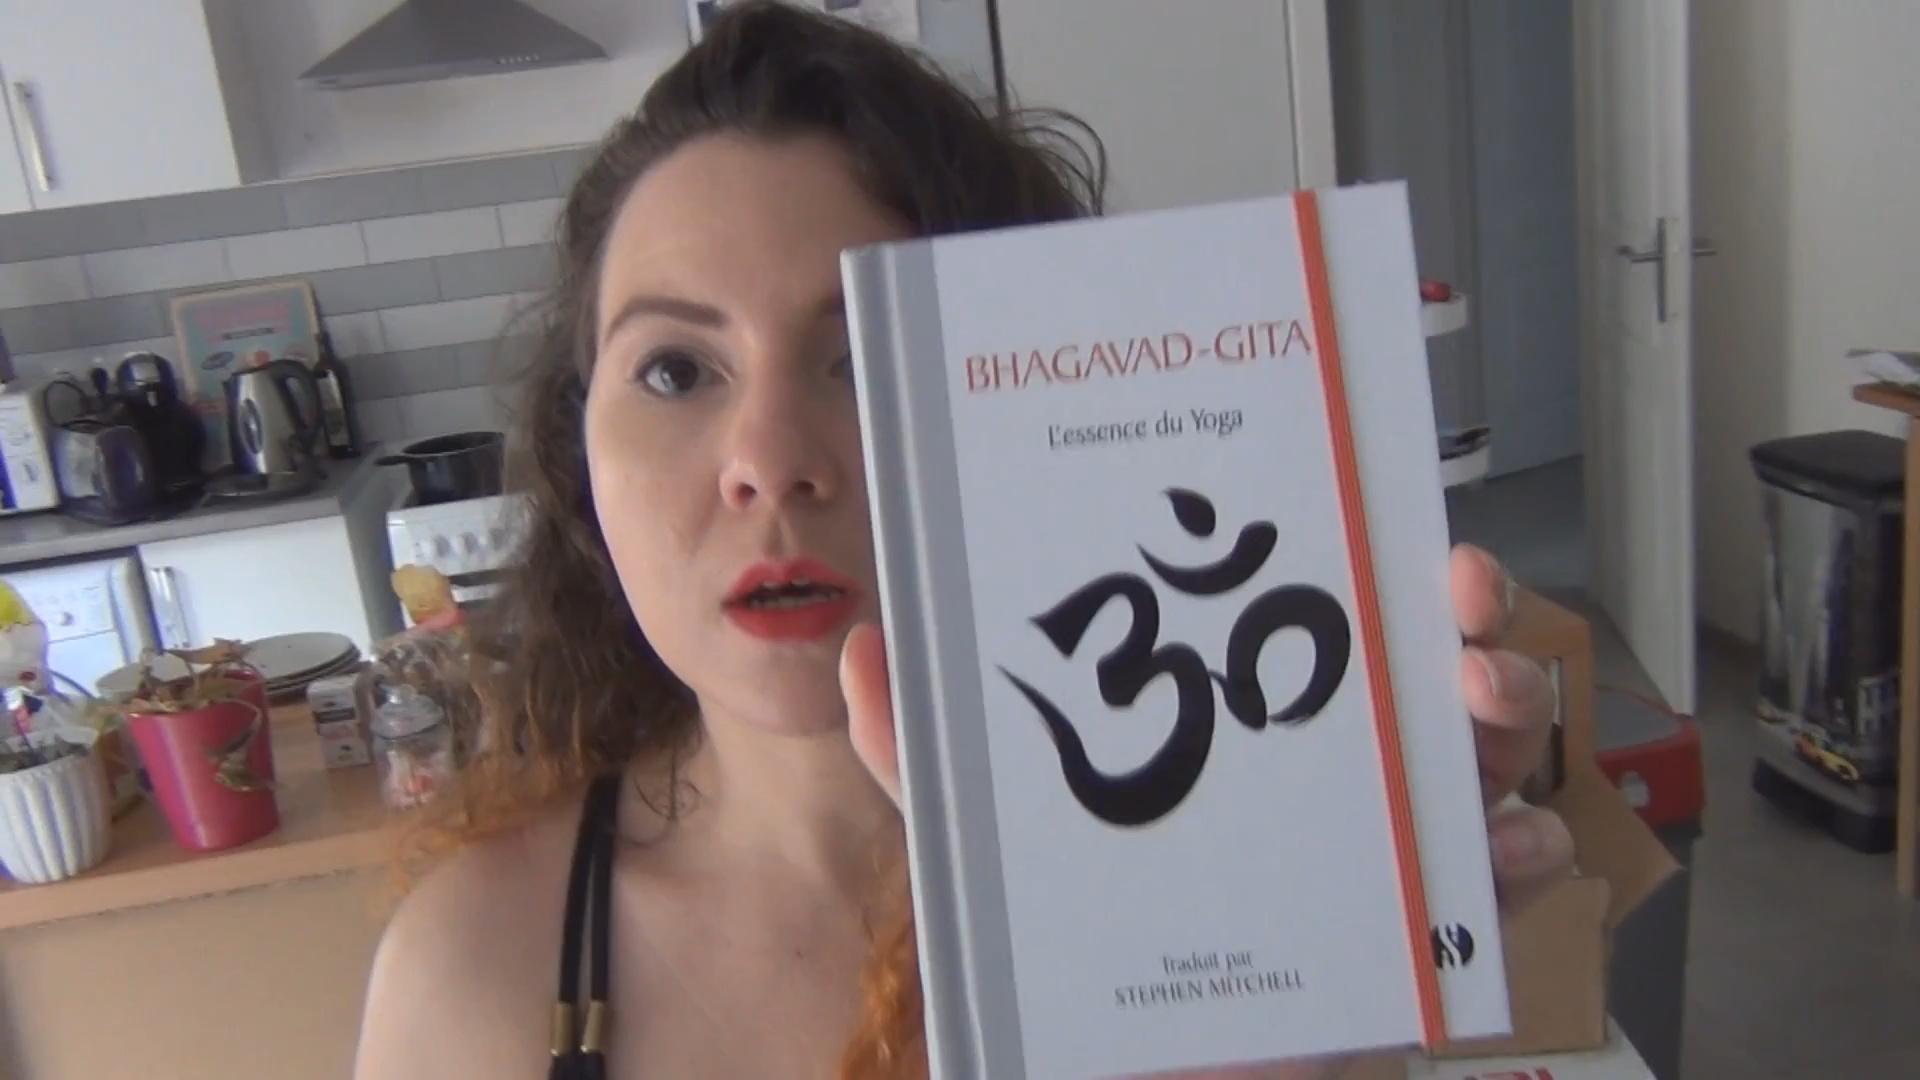 BHAGAVAD-GITA
L'essence du Yoga
ॐ
Traduit par
STEPHEN MITCHELL